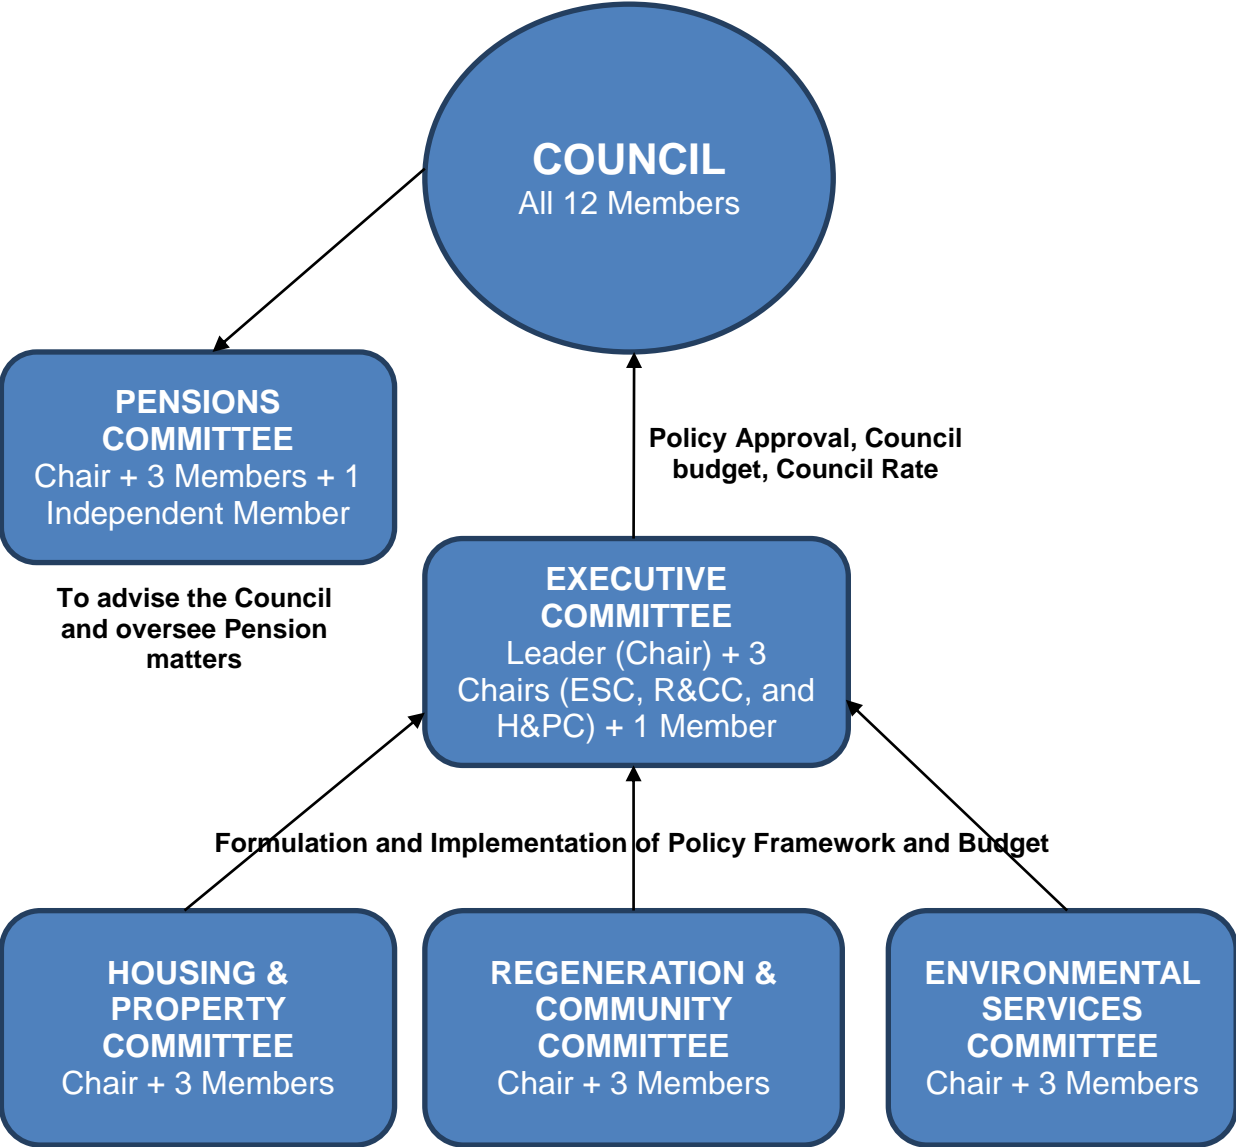 COUNCIL
All 12 Members
PENSIONS
COMMITTEE
Chair + 3 Members + 1
Independent Member
To advise the Council
and oversee Pension
matters
Policy Approval, Council
budget, Council Rate
EXECUTIVE
COMMITTEE
Leader (Chair) + 3
Chairs (ESC, R&CC, and
H&PC) + 1 Member
Formulation and Implementation of Policy Framework and Budget
HOUSING &
PROPERTY
COMMITTEE
Chair + 3 Members
REGENERATION &
COMMUNITY
COMMITTEE
Chair + 3 Members
ENVIRONMENTAL
SERVICES
COMMITTEE
Chair + 3 Members